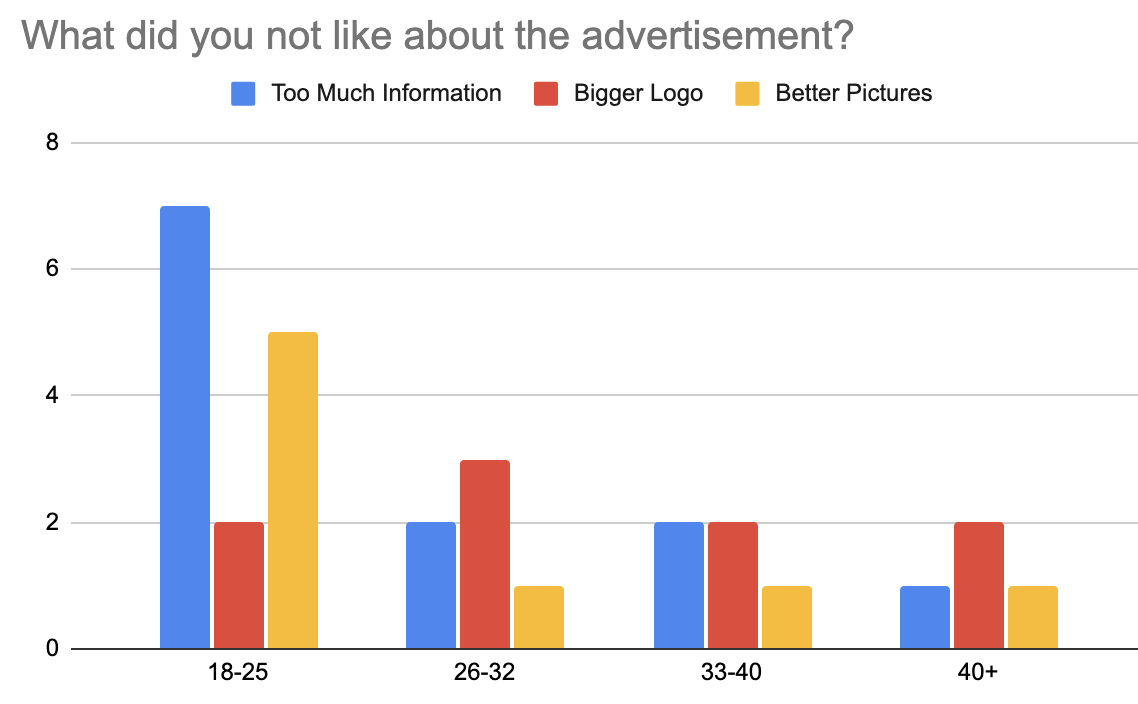 What did you not like about the advertisement?
Too Much Information Bigger Logo Better Pictures
8
6
4
2
0
18-25 26-32 33-40 40+